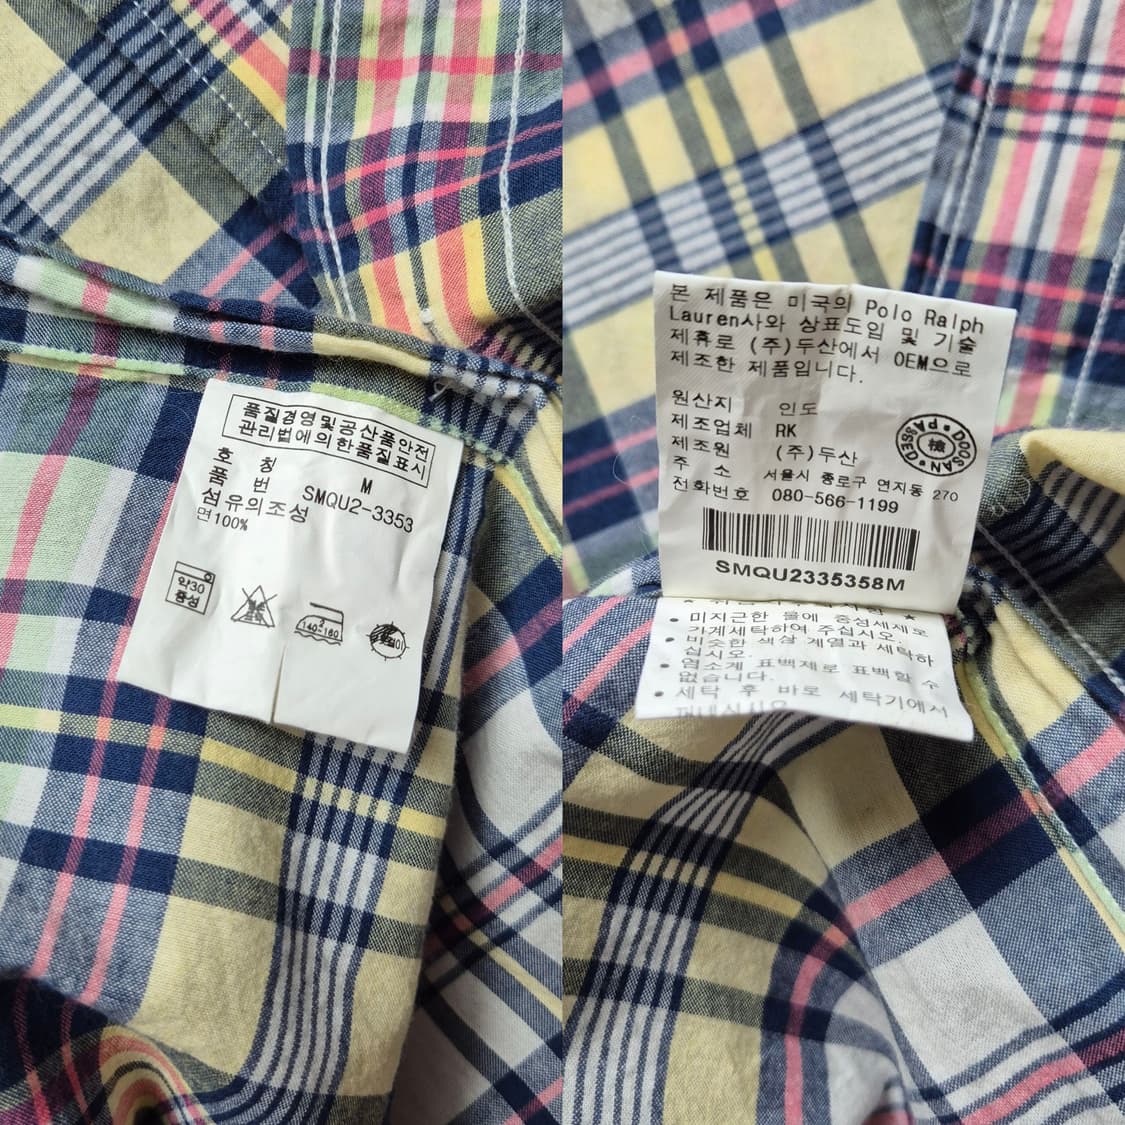 품질경영및공산품안전
관리법에의한품질표시
호 칭 M
품 번 SMQU2-3353
섬유의조성
면100%
약30
중성
140~160
본 제품은 미국의 Polo Ralph
Lauren사와 상표도입 및 기술
제휴로 (주)두산에서 OEM으로
제조한 제품입니다.
원산지 인도
제조업체 RK
제조원 (주)두산
주 소 서울시 종로구 연지동 270
전화번호 080-566-1199
DOOSAN PASSED
檢
SMQU2335358M
미지근한 물에 중성세제로
기계세탁하여 주십시오.
비슷한 색상 계열과 세탁하
십시오.
염소계 표백제로 표백할 수
없습니다.
세탁 후 바로 세탁기에서
꺼내십시오